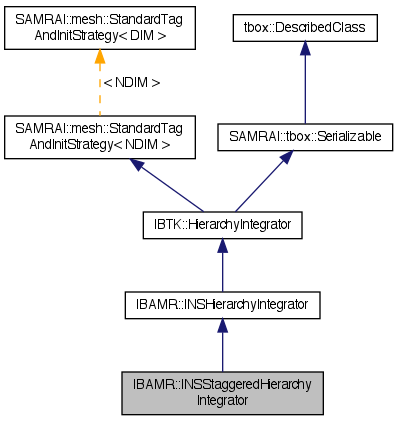 SAMRAI::mesh::StandardTag
AndInitStrategy< DIM >
tbox::DescribedClass
< NDIM >
SAMRAI::mesh::StandardTag
AndInitStrategy< NDIM >
SAMRAI::tbox::Serializable
IBTK::HierarchyIntegrator
IBAMR::INSHierarchyIntegrator
IBAMR::INSStaggeredHierarchy
Integrator